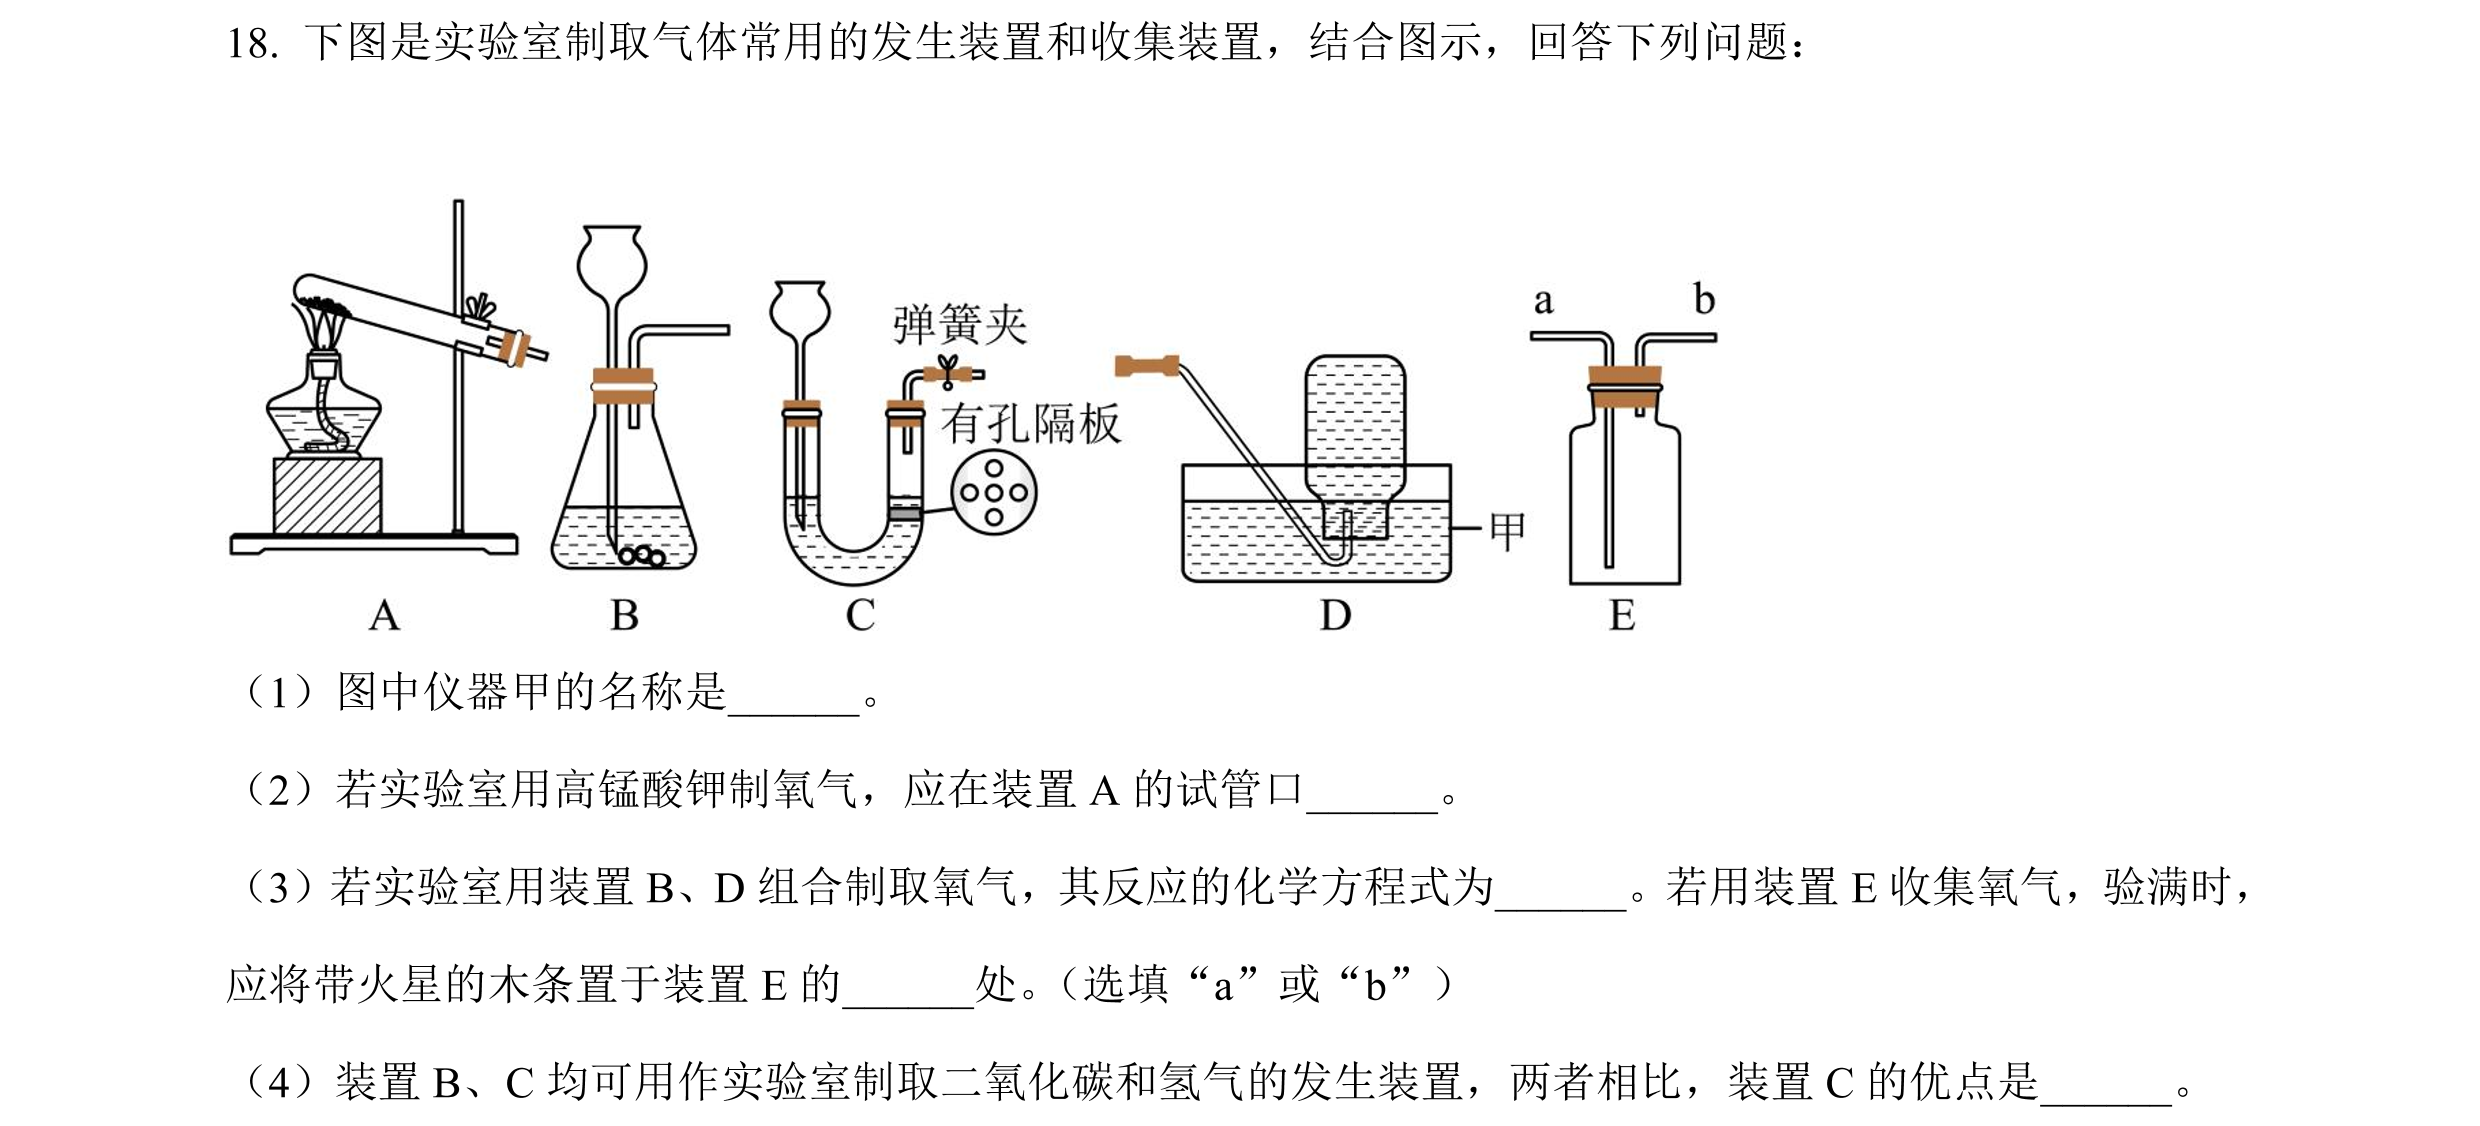 18. 下图是实验室制取气体常用的发生装置和收集装置，结合图示，回答下列问题：
弹簧夹
有孔隔板
a
b
甲
A
B
C
D
E
（1）图中仪器甲的名称是______。
（2）若实验室用高锰酸钾制氧气，应在装置 A 的试管口______。
（3）若实验室用装置 B、D 组合制取氧气，其反应的化学方程式为______。若用装置 E 收集氧气，验满时，
应将带火星的木条置于装置 E 的______处。（选填“a”或“b”）
（4）装置 B、C 均可用作实验室制取二氧化碳和氢气的发生装置，两者相比，装置 C 的优点是______。